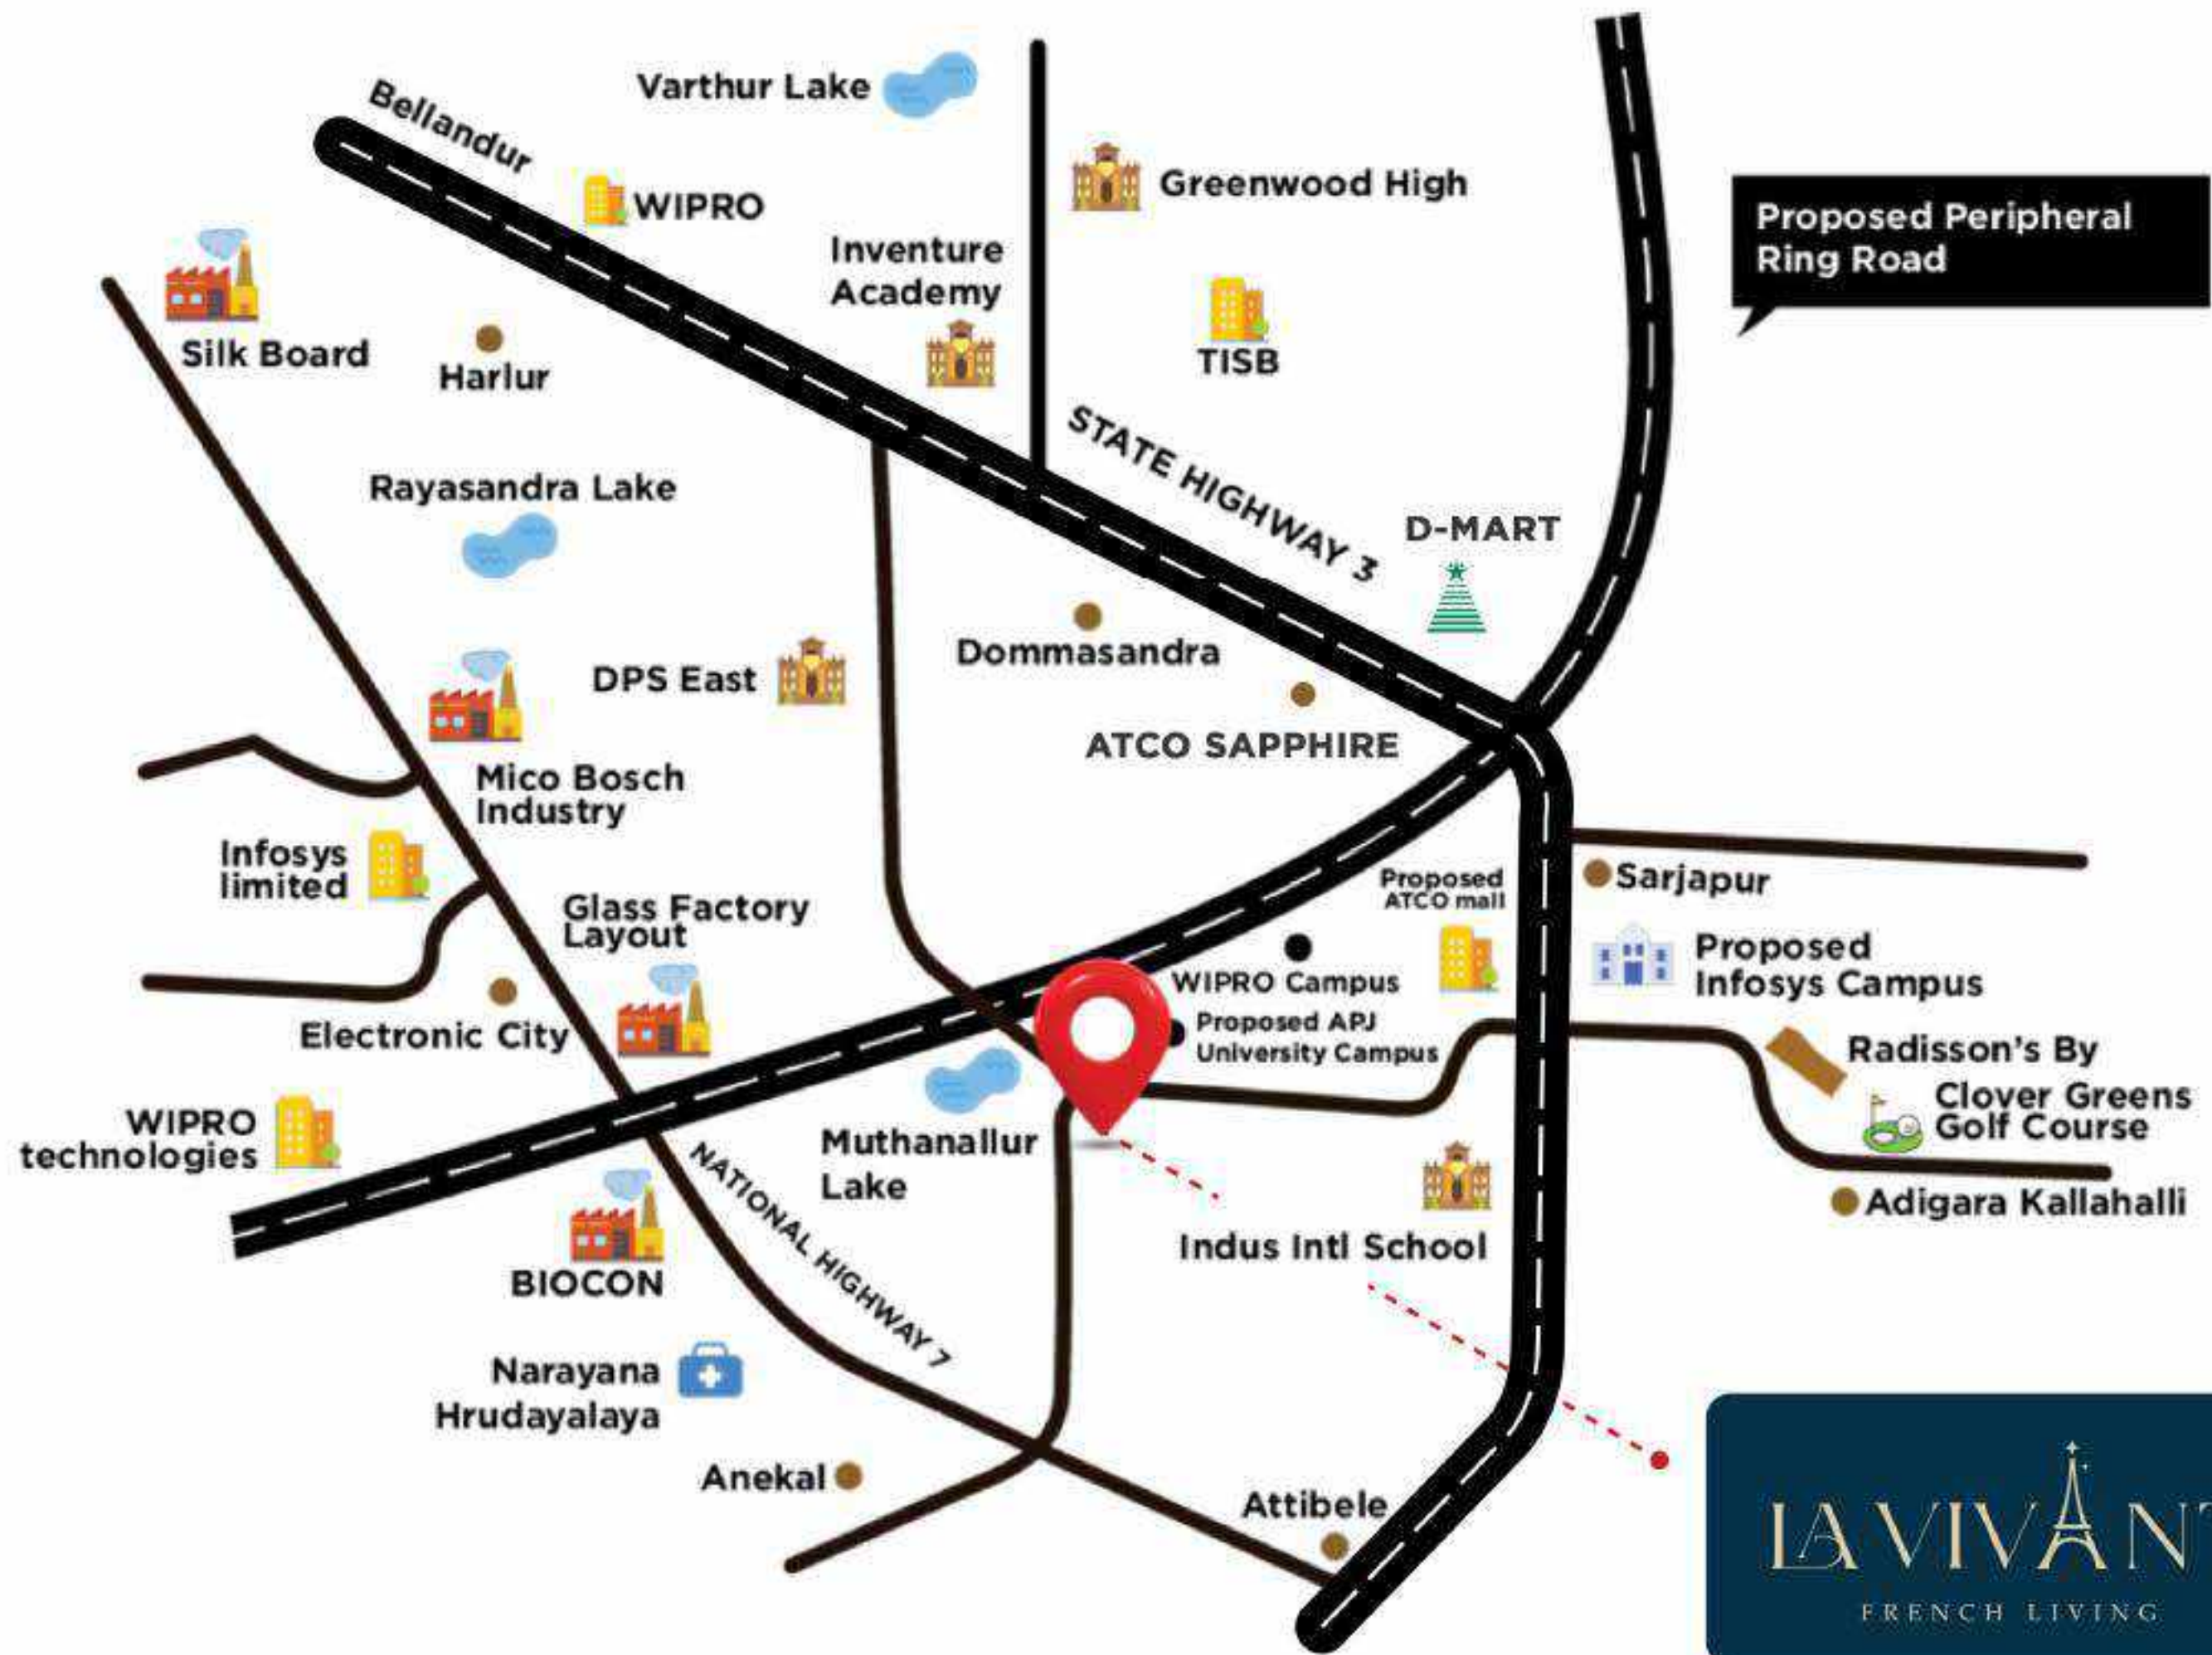 Varthur Lake
Bellandur
WIPRO
Greenwood High
Proposed Peripheral
Ring Road
Inventure
Academy
Silk Board
Harlur
TISB
STATE HIGHWAY 3
Rayasandra Lake
D-MART
Dommasandra
DPS East
ATCO SAPPHIRE
Mico Bosch
Industry
Infosys
limited
Proposed
ATCO mall
Sarjapur
Glass Factory
Layout
Proposed
Infosys Campus
WIPRO Campus
Electronic City
Proposed APJ
University Campus
Radisson's By
Clover Greens
Golf Course
WIPRO
technologies
Muthanallur
Lake
NATIONAL HIGHWAY 7
Adigara Kallahalli
Indus Intl School
BIOCON
Narayana
Hrudayalaya
Anekal
Attibele
LA VIVANT
FRENCH LIVING